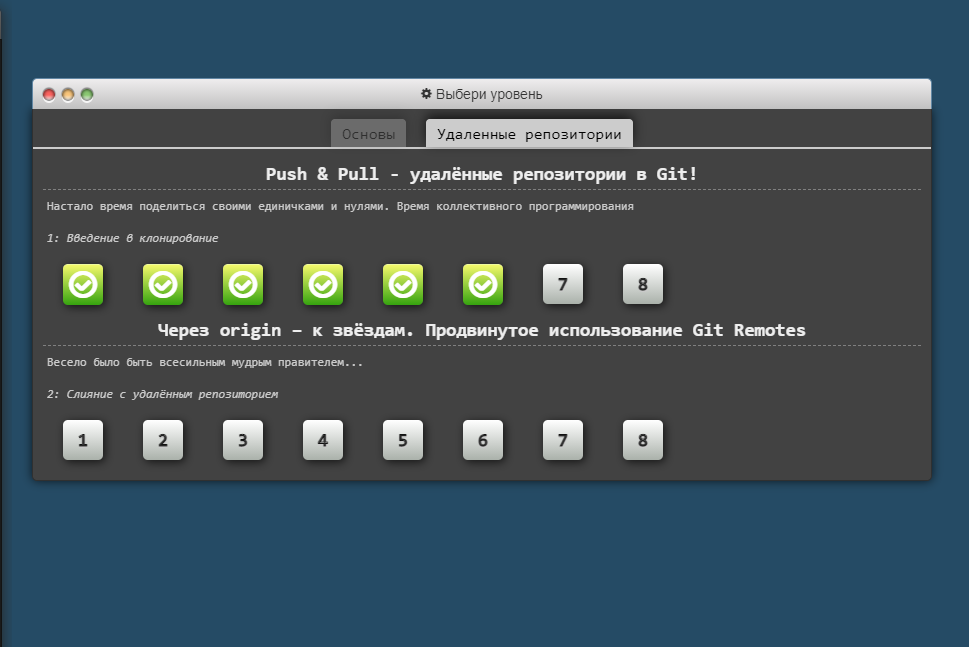 Выбери уровень
Основы Удаленные репозитории
Push & Pull - удалённые репозитории в Git!
Настало время поделиться своими единичками и нулями. Время коллективного программирования
1: Введение в клонирование
7 8
Через origin – к звёздам. Продвинутое использование Git Remotes
Весело было быть всесильным мудрым правителем...
2: Слияние с удалённым репозиторием
1 2 3 4 5 6 7 8